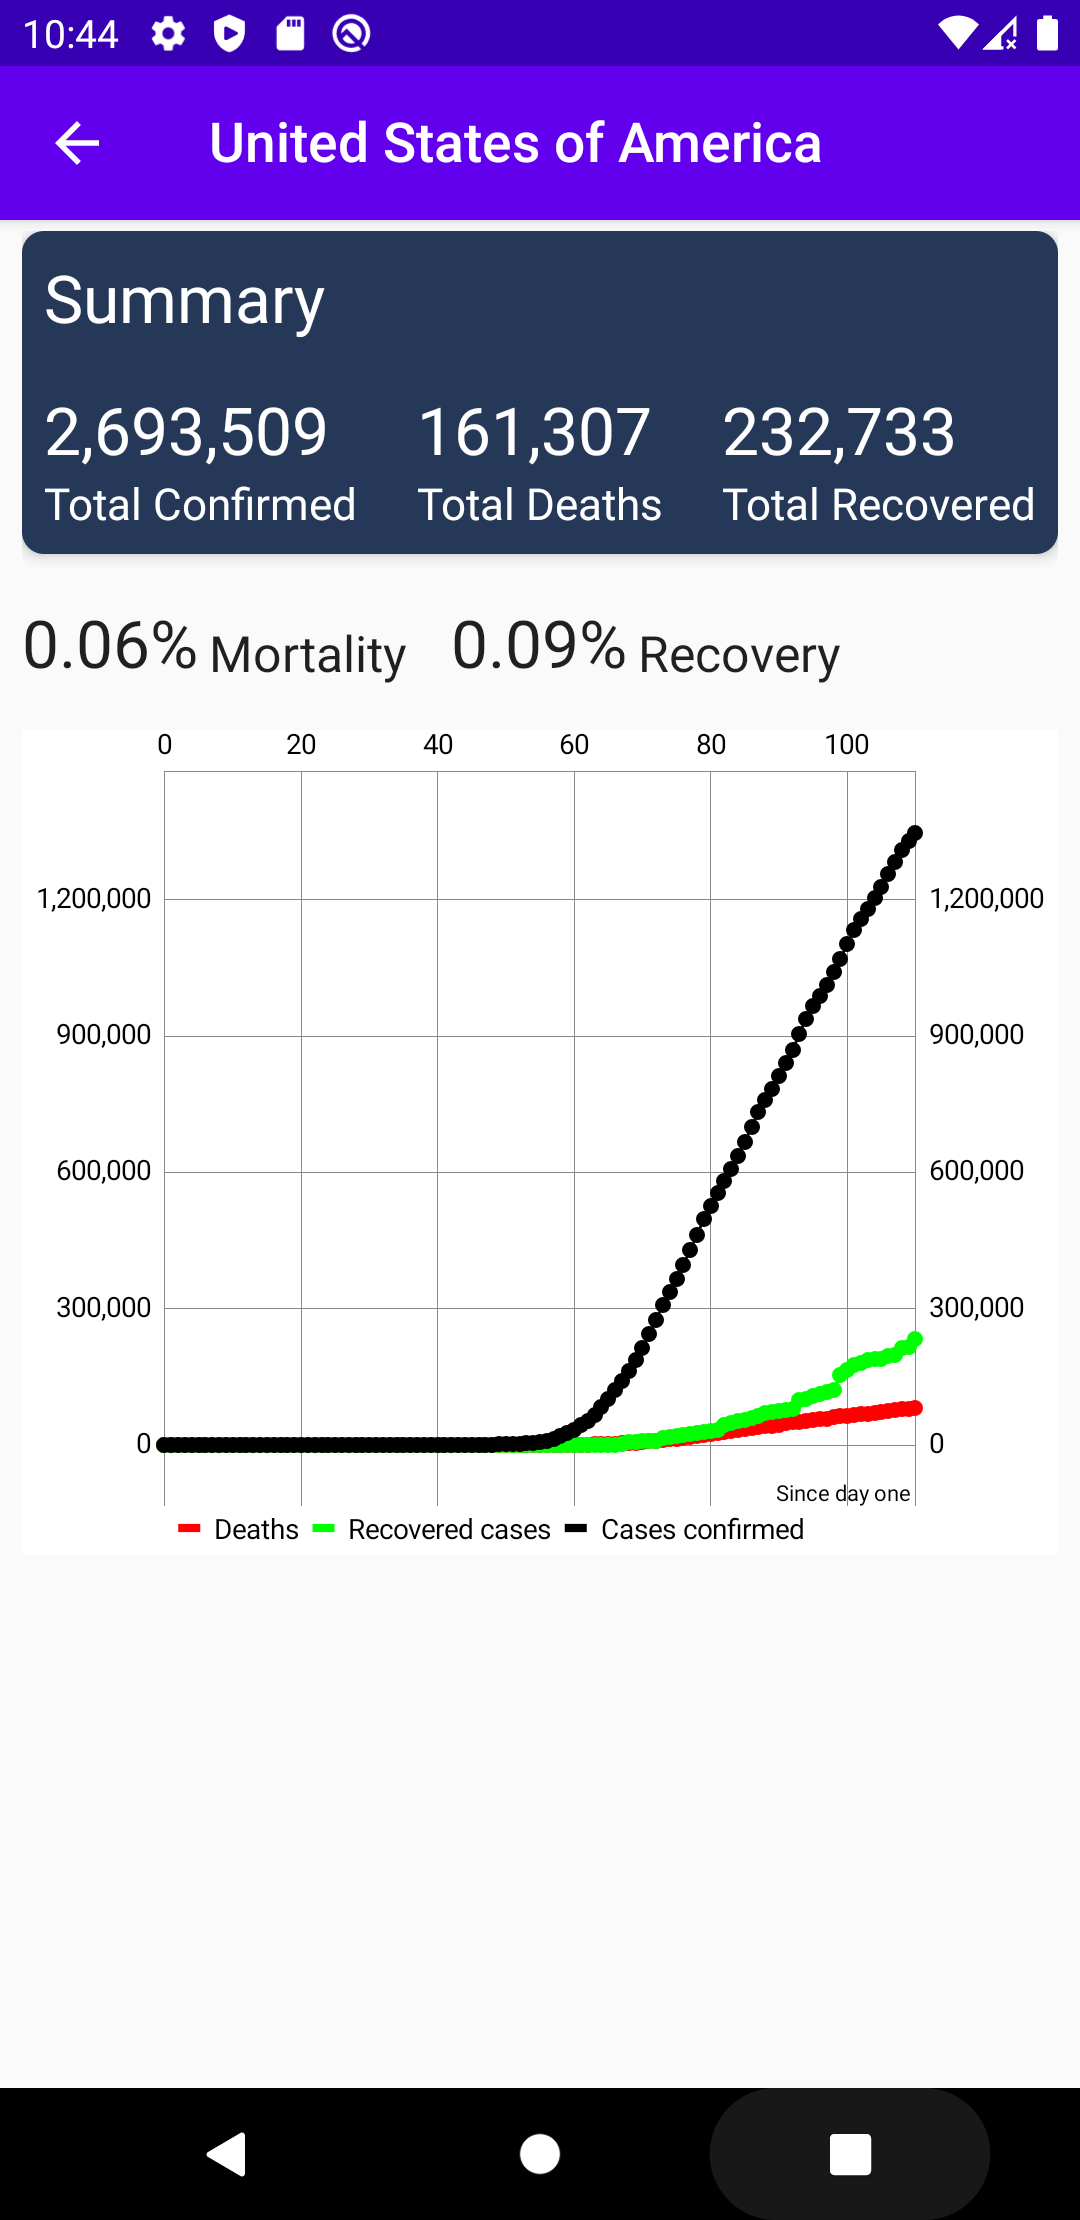 10:44
United States of America
Summary
2,693,509 161,307 232,733
Total Confirmed Total Deaths Total Recovered
0.06% Mortality 0.09% Recovery
0 20 40 60 80 100
1,200,000 1,200,000
900,000 900,000
600,000 600,000
300,000 300,000
0 0
Since day one
Deaths Recovered cases Cases confirmed